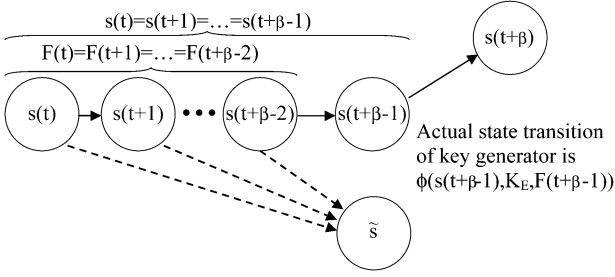 s(t)=s(t+1)=...=s(t+β-1)
F(t)=F(t+1)=...=F(t+β-2)
s(t+β)
s(t)
s(t+1)
•••
s(t+β-2)
s(t+β-1)
Actual state transition
of key generator is
ϕ(s(t+β-1),K_E,F(t+β-1))
s̃